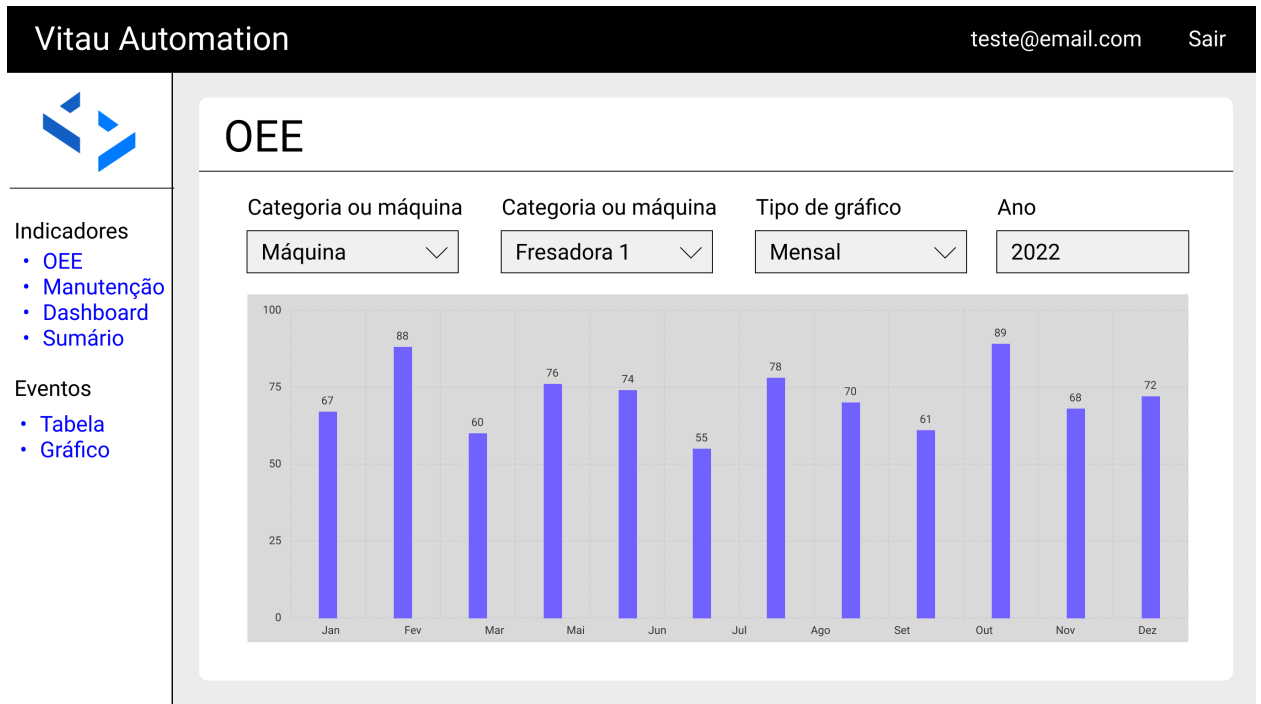 Vitau Automation
teste@email.com
Sair
Indicadores
• OEE
• Manutenção
• Dashboard
• Sumário
Eventos
• Tabela
• Gráfico
OEE
Categoria ou máquina
Categoria ou máquina
Tipo de gráfico
Ano
Máquina
Fresadora 1
Mensal
2022
100
75
50
25
0
67
88
60
76
74
55
78
70
61
89
68
72
Jan Fev Mar Mai Jun Jul Ago Set Out Nov Dez